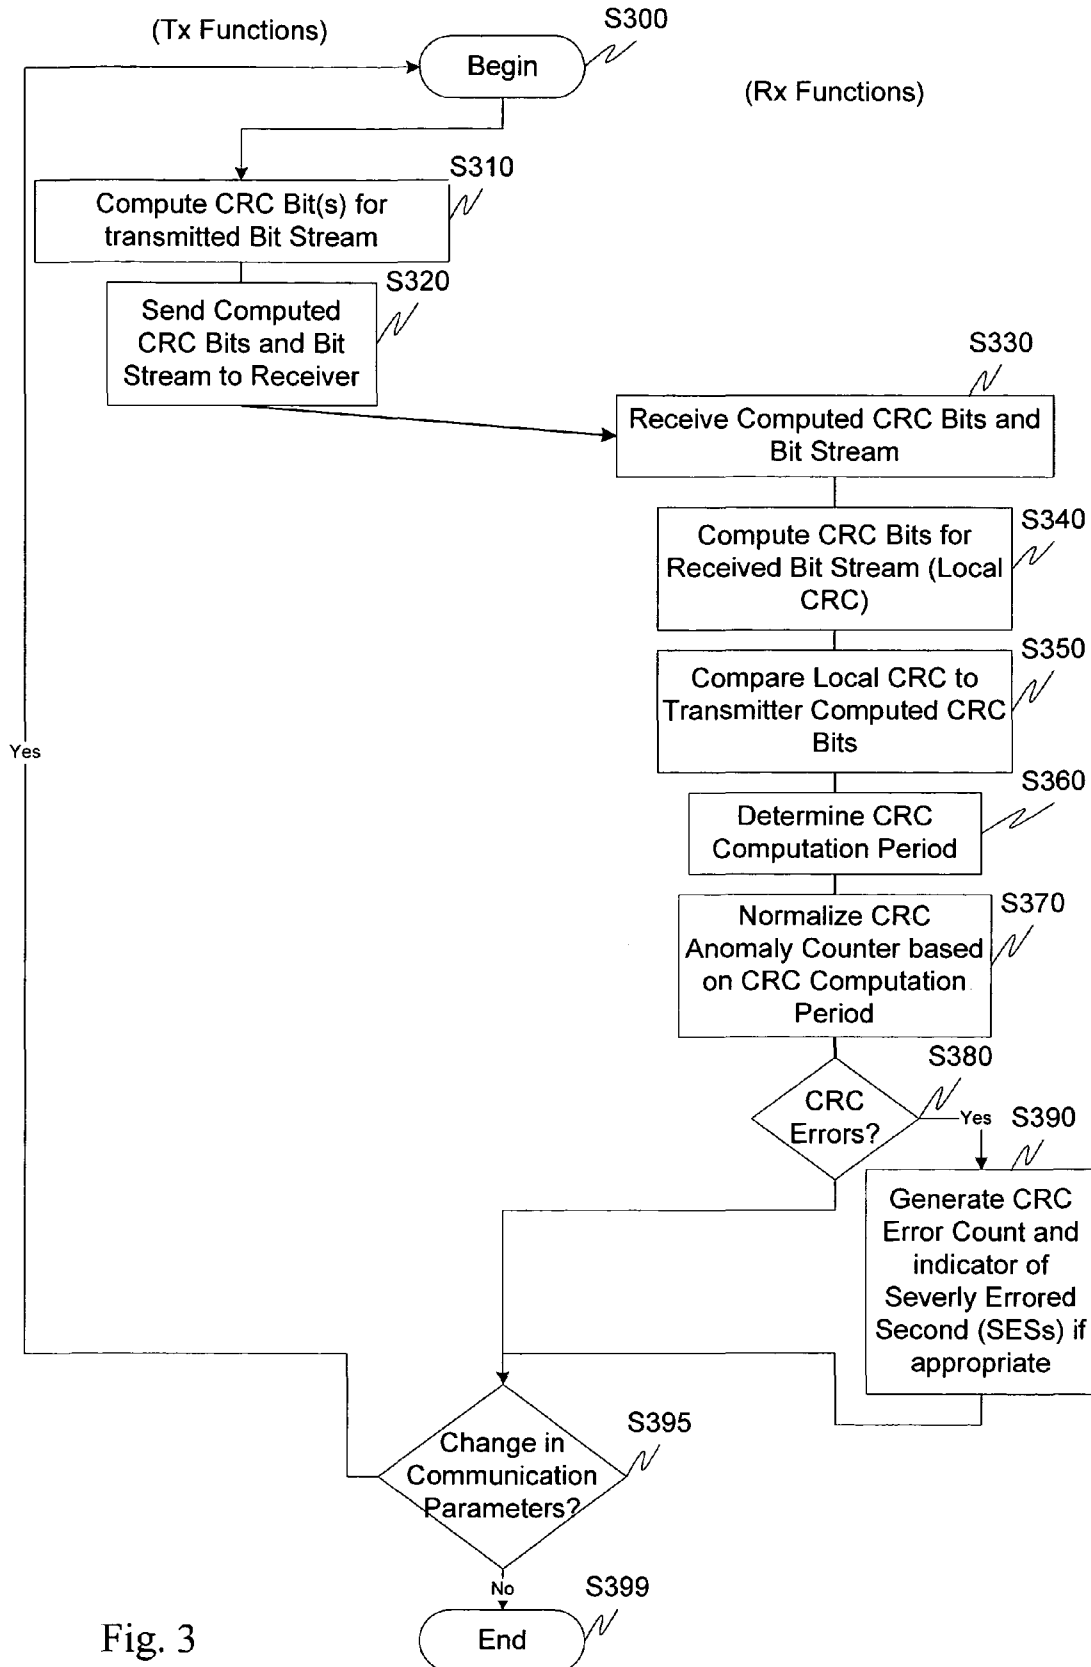 (Tx Functions)
S300
Begin
(Rx Functions)
S310
Compute CRC Bit(s) for
transmitted Bit Stream
S320
Send Computed
CRC Bits and Bit
Stream to Receiver
S330
Receive Computed CRC Bits and
Bit Stream
S340
Compute CRC Bits for
Received Bit Stream (Local
CRC)
S350
Compare Local CRC to
Transmitter Computed CRC
Bits
Yes
S360
Determine CRC
Computation Period
S370
Normalize CRC
Anomaly Counter based
on CRC Computation
Period
S380
CRC
Errors?
Yes
S390
Generate CRC
Error Count and
indicator of
Severly Errored
Second (SESs) if
appropriate
S395
Change in
Communication
Parameters?
No
S399
End
Fig. 3